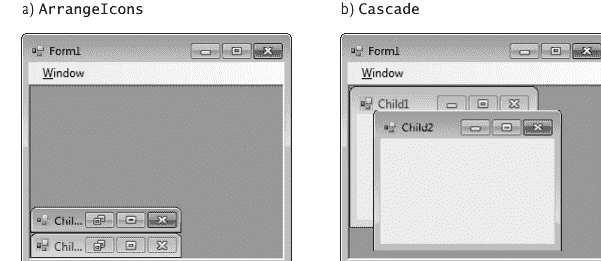 a) ArrangeIcons
b) Cascade
Form1
Window
Chil...
Chil...
Form1
Window
Child1
Child2